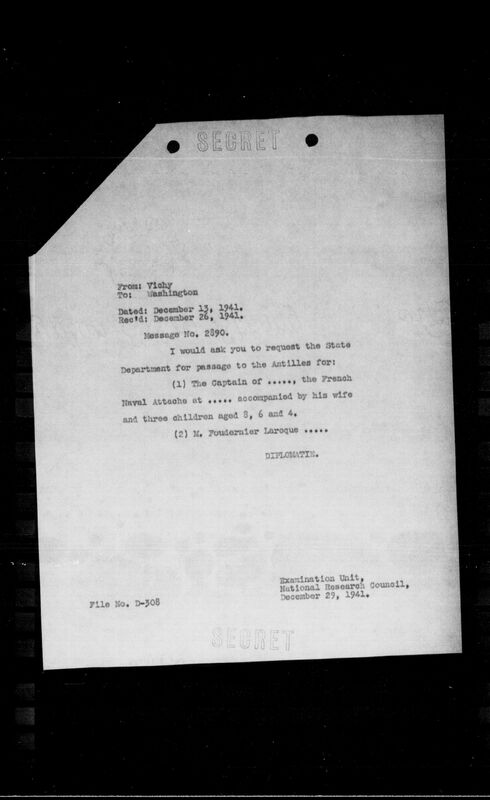 SECRET
From: Vichy
To: Washington
Dated: December 13, 1941.
Rec'd: December 26, 1941.
Message No. 2890.
I would ask you to request the State
Department for passage to the Antilles for:
(1) The Captain of ....., the French
Naval Attache at ..... accompanied by his wife
and three children aged 8, 6 and 4.
(2) M. Foudernier Laroque .....
DIPLOMATIE.
Examination Unit,
National Research Council,
December 29, 1941.
File No. D-308
SECRET